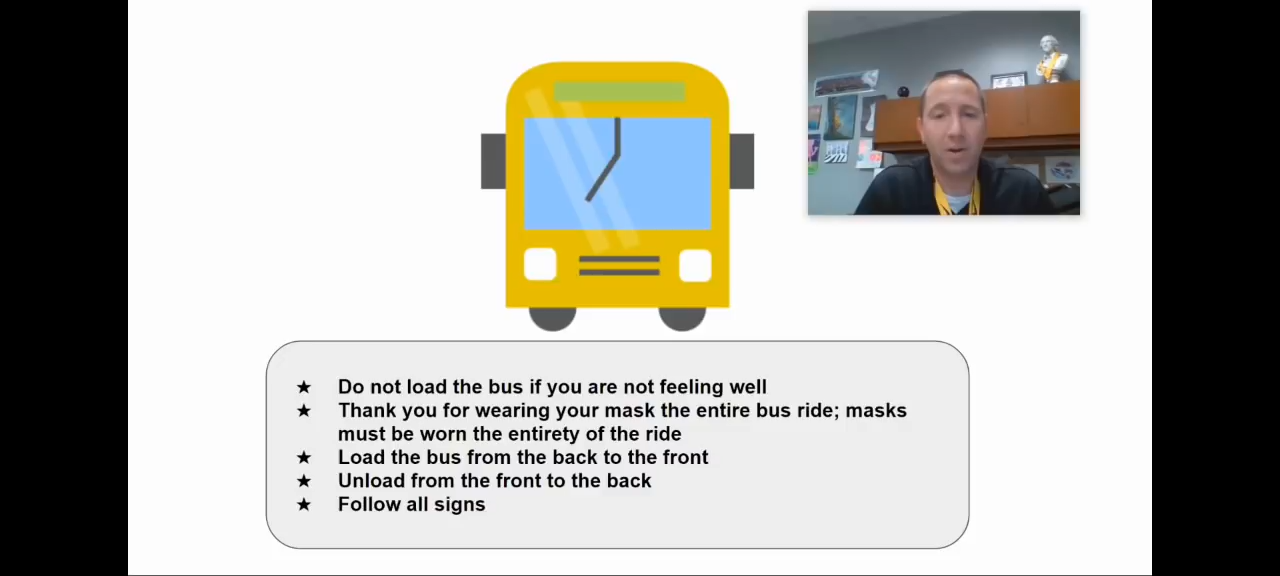 ★ Do not load the bus if you are not feeling well
★ Thank you for wearing your mask the entire bus ride; masks
must be worn the entirety of the ride
★ Load the bus from the back to the front
★ Unload from the front to the back
★ Follow all signs